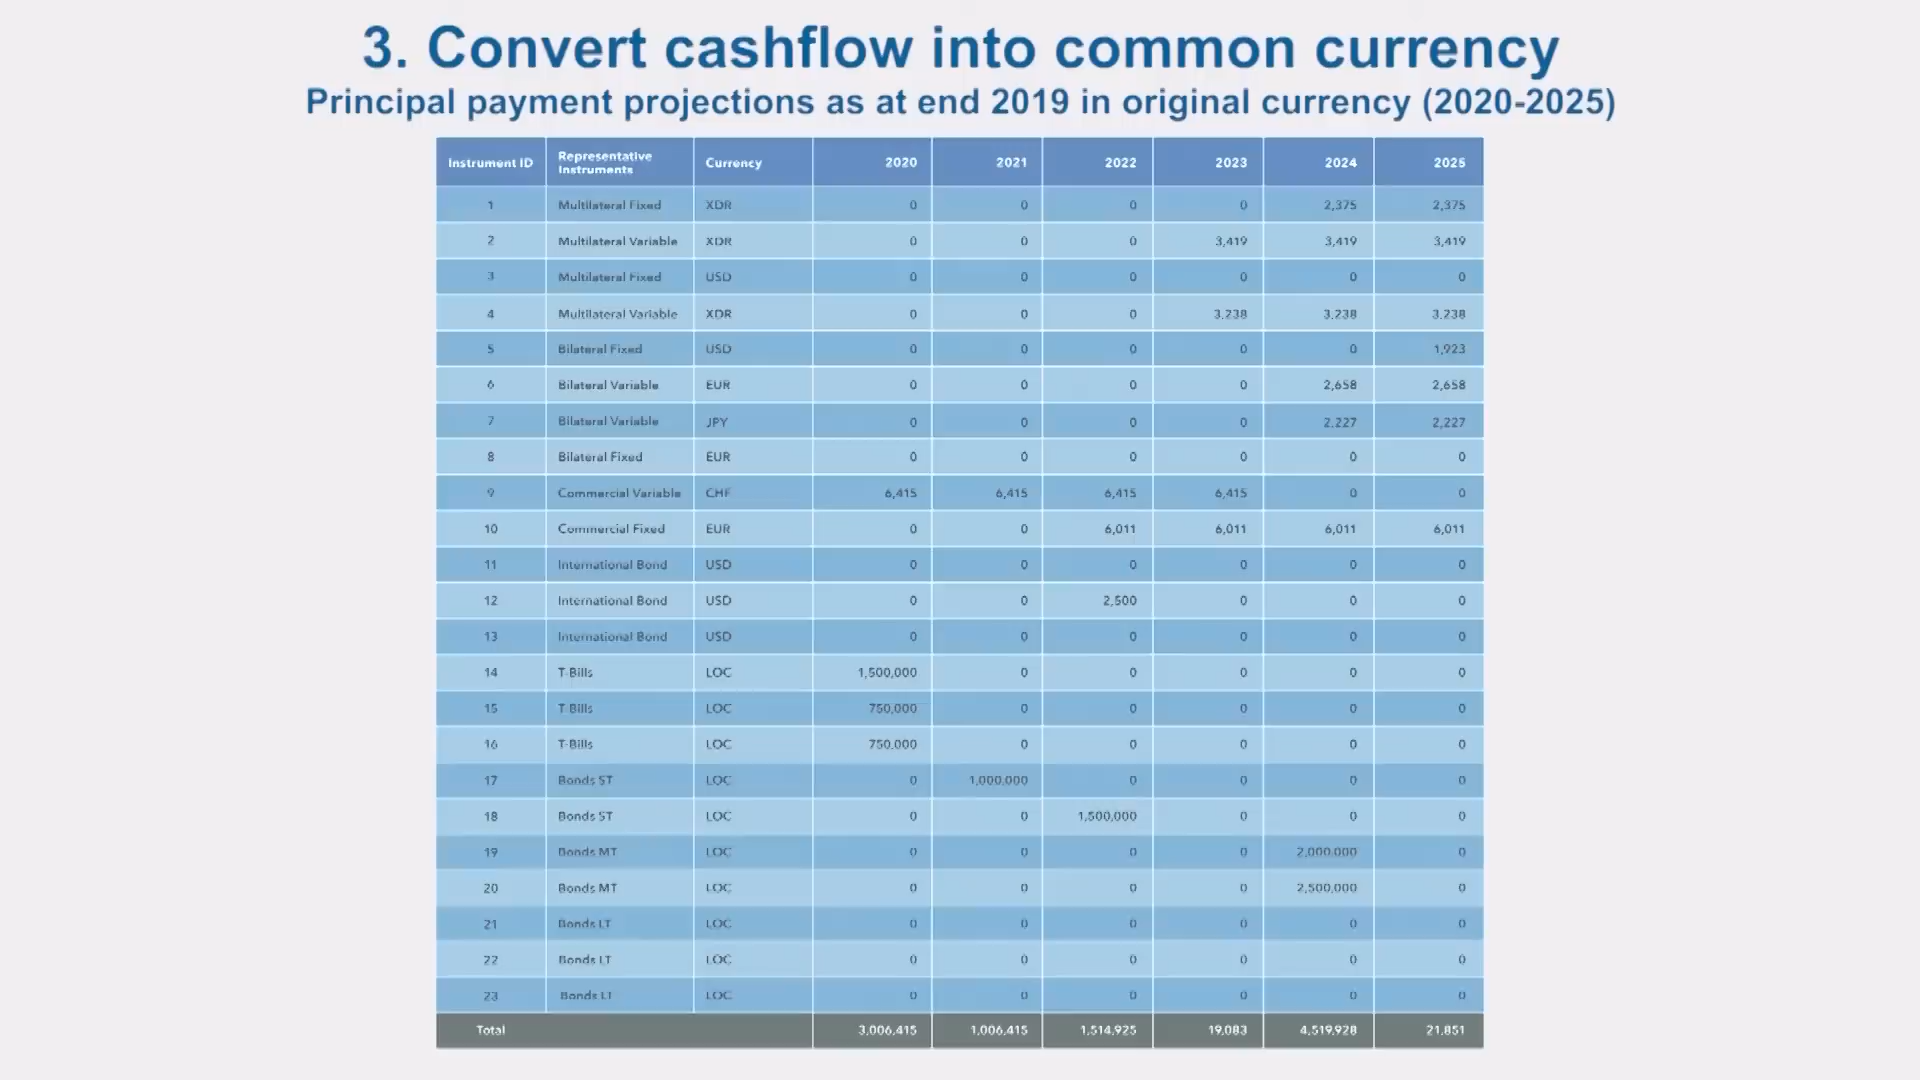 3. Convert cashflow into common currency
Principal payment projections as at end 2019 in original currency (2020-2025)
Instrument ID Representative Instruments Currency 2020 2021 2022 2023 2024 2025
1 Multilateral Fixed XDR 0 0 0 0 2,375 2,375
2 Multilateral Variable XDR 0 0 0 3,419 3,419 3,419
3 Multilateral Fixed USD 0 0 0 0 0 0
4 Multilateral Variable XDR 0 0 0 3,238 3,238 3,238
5 Bilateral Fixed USD 0 0 0 0 0 1,923
6 Bilateral Variable EUR 0 0 0 0 2,658 2,658
7 Bilateral Variable JPY 0 0 0 0 2,227 2,227
8 Bilateral Fixed EUR 0 0 0 0 0 0
9 Commercial Variable CHF 6,415 6,415 6,415 6,415 0 0
10 Commercial Fixed EUR 0 0 6,011 6,011 6,011 6,011
11 International Bond USD 0 0 0 0 0 0
12 International Bond USD 0 0 2,500 0 0 0
13 International Bond USD 0 0 0 0 0 0
14 T-Bills LOC 1,500,000 0 0 0 0 0
15 T-Bills LOC 750,000 0 0 0 0 0
16 T-Bills LOC 750,000 0 0 0 0 0
17 Bonds ST LOC 0 1,000,000 0 0 0 0
18 Bonds ST LOC 0 0 1,500,000 0 0 0
19 Bonds MT LOC 0 0 0 0 2,000,000 0
20 Bonds MT LOC 0 0 0 0 2,500,000 0
21 Bonds LT LOC 0 0 0 0 0 0
22 Bonds LT LOC 0 0 0 0 0 0
23 Bonds LT LOC 0 0 0 0 0 0
Total 3,006,415 1,006,415 1,514,925 19,083 4,519,928 21,851